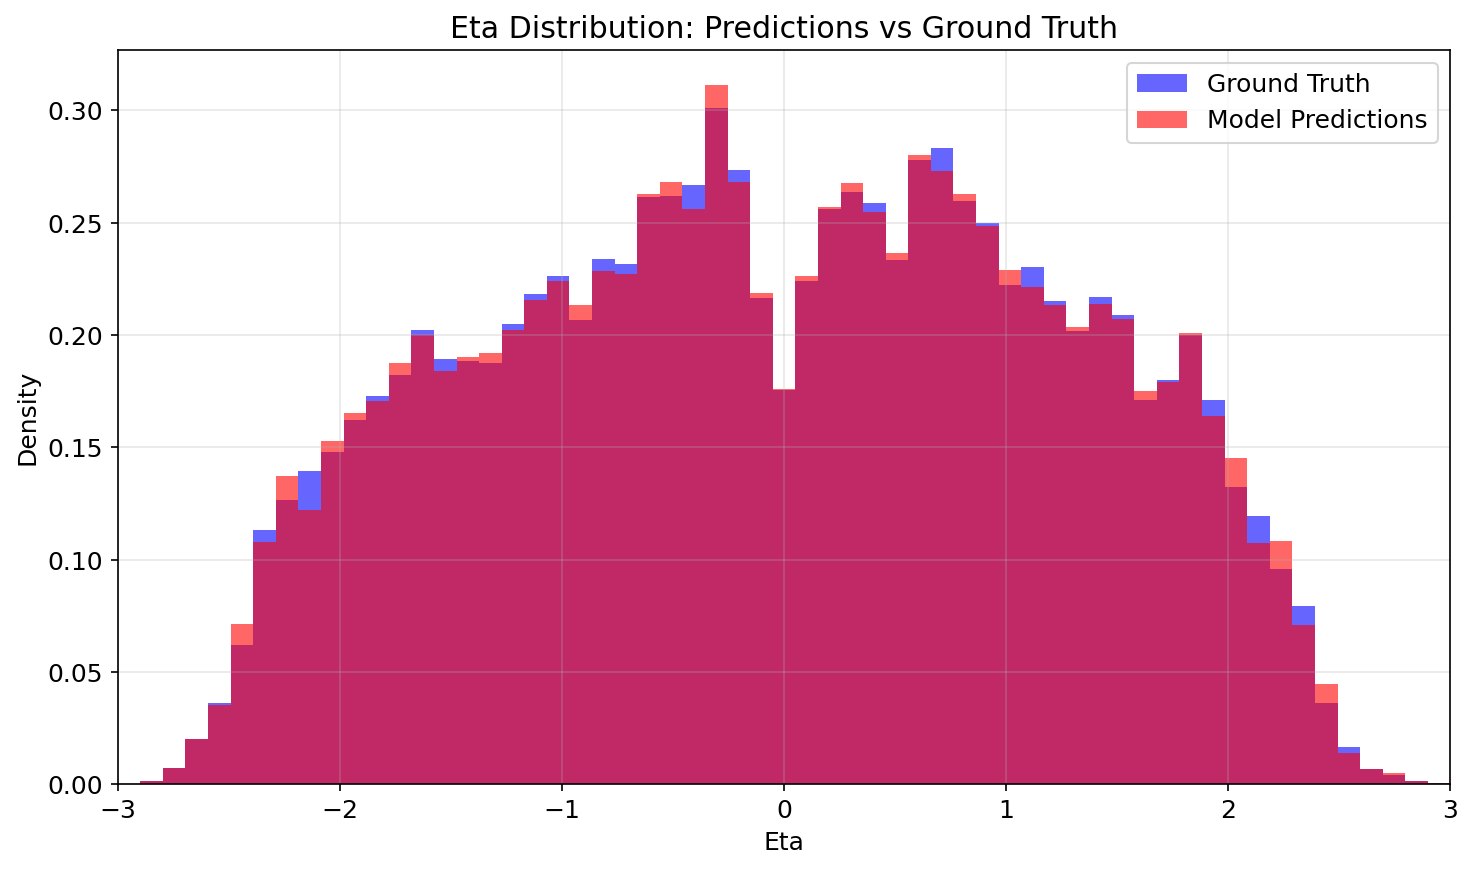 Eta Distribution: Predictions vs Ground Truth
Ground Truth
Model Predictions
Density
0.30
0.25
0.20
0.15
0.10
0.05
0.00
−3
−2
−1
0
1
2
3
Eta